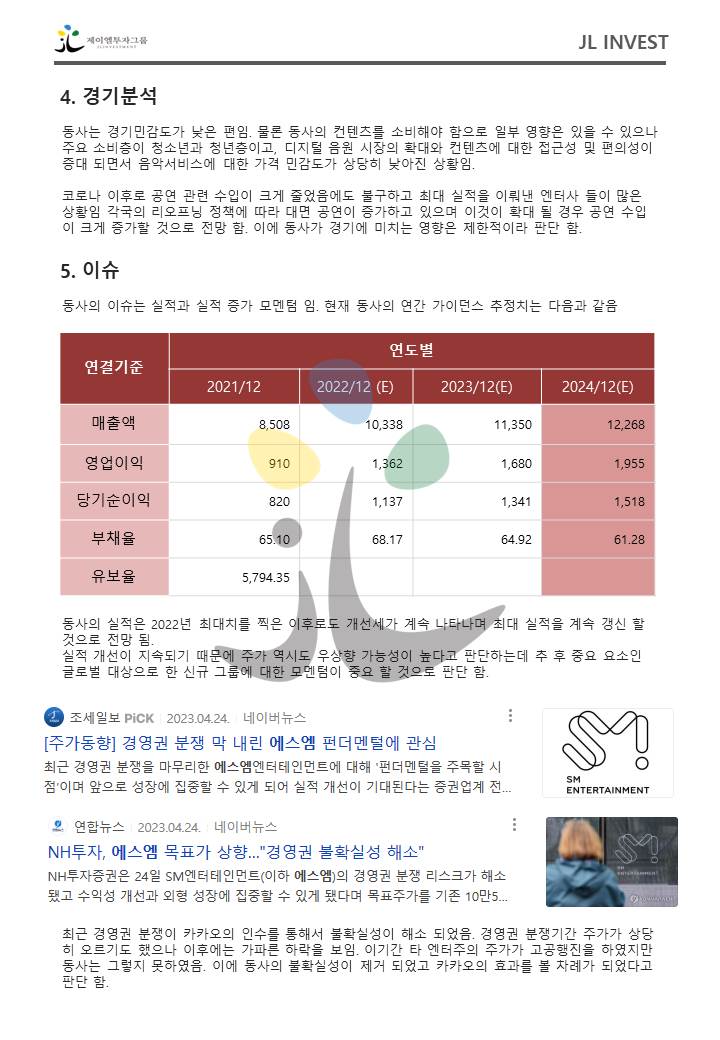 제이엘투자그룹
JL INVESTMENT
JL INVEST
4. 경기분석
동사는 경기민감도가 낮은 편임. 물론 동사의 컨텐츠를 소비해야 함으로 일부 영향은 있을 수 있으나
주요 소비층이 청소년과 청년층이고, 디지털 음원 시장의 확대와 컨텐츠에 대한 접근성 및 편의성이
증대 되면서 음악서비스에 대한 가격 민감도가 상당히 낮아진 상황임.
코로나 이후로 공연 관련 수입이 크게 줄었음에도 불구하고 최대 실적을 이뤄낸 엔터사 들이 많은
상황임 각국의 리오프닝 정책에 따라 대면 공연이 증가하고 있으며 이것이 확대 될 경우 공연 수입
이 크게 증가할 것으로 전망 함. 이에 동사가 경기에 미치는 영향은 제한적이라 판단 함.
5. 이슈
동사의 이슈는 실적과 실적 증가 모멘텀 임. 현재 동사의 연간 가이던스 추정치는 다음과 같음
연결기준 연도별
2021/12 2022/12 (E) 2023/12(E) 2024/12(E)
매출액 8,508 10,338 11,350 12,268
영업이익 910 1,362 1,680 1,955
당기순이익 820 1,137 1,341 1,518
부채율 65.10 68.17 64.92 61.28
유보율 5,794.35
동사의 실적은 2022년 최대치를 찍은 이후로도 개선세가 계속 나타나며 최대 실적을 계속 갱신 할
것으로 전망 됨.
실적 개선이 지속되기 때문에 주가 역시도 우상향 가능성이 높다고 판단하는데 추 후 중요 요소인
글로벌 대상으로 한 신규 그룹에 대한 모멘텀이 중요 할 것으로 판단 함.
조세일보 PiCK 2023.04.24. 네이버뉴스
[주가동향] 경영권 분쟁 막 내린 에스엠 펀더멘털에 관심
최근 경영권 분쟁을 마무리한 에스엠엔터테인먼트에 대해 '펀더멘털을 주목할 시
점'이며 앞으로 성장에 집중할 수 있게 되어 실적 개선이 기대된다는 증권업계 전...
SM
ENTERTAINMENT
연합뉴스 2023.04.24. 네이버뉴스
NH투자, 에스엠 목표가 상향..."경영권 불확실성 해소"
NH투자증권은 24일 SM엔터테인먼트(이하 에스엠)의 경영권 분쟁 리스크가 해소
됐고 수익성 개선과 외형 성장에 집중할 수 있게 됐다며 목표주가를 기존 10만5...
최근 경영권 분쟁이 카카오의 인수를 통해서 불확실성이 해소 되었음. 경영권 분쟁기간 주가가 상당
히 오르기도 했으나 이후에는 가파른 하락을 보임. 이기간 타 엔터주의 주가가 고공행진을 하였지만
동사는 그렇지 못하였음. 이에 동사의 불확실성이 제거 되었고 카카오의 효과를 볼 차례가 되었다고
판단 함.